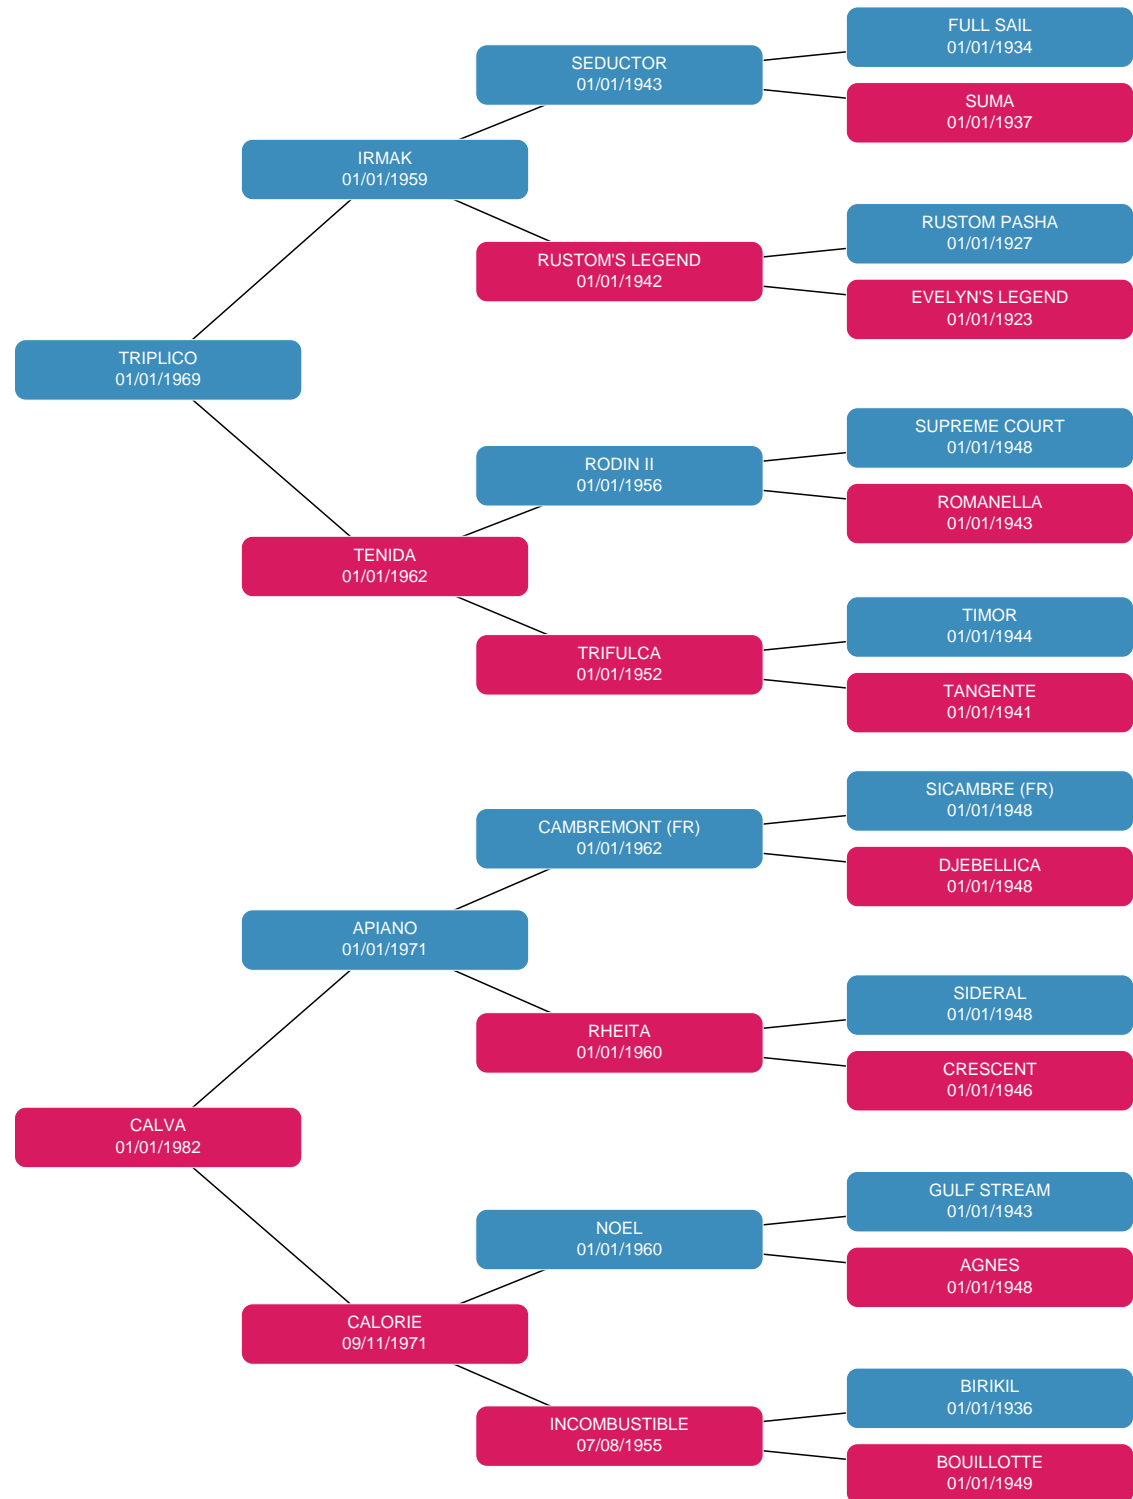 FULL SAIL
01/01/1934
SEDUCTOR
01/01/1943
SUMA
01/01/1937
IRMAK
01/01/1959
RUSTOM PASHA
01/01/1927
RUSTOM'S LEGEND
01/01/1942
EVELYN'S LEGEND
01/01/1923
TRIPLICO
01/01/1969
SUPREME COURT
01/01/1948
RODIN II
01/01/1956
ROMANELLA
01/01/1943
TENIDA
01/01/1962
TIMOR
01/01/1944
TRIFULCA
01/01/1952
TANGENTE
01/01/1941
SICAMBRE (FR)
01/01/1948
CAMBREMONT (FR)
01/01/1962
DJEBELLICA
01/01/1948
APIANO
01/01/1971
SIDERAL
01/01/1948
RHEITA
01/01/1960
CRESCENT
01/01/1946
CALVA
01/01/1982
GULF STREAM
01/01/1943
NOEL
01/01/1960
AGNES
01/01/1948
CALORIE
09/11/1971
BIRIKIL
01/01/1936
INCOMBUSTIBLE
07/08/1955
BOUILLOTTE
01/01/1949